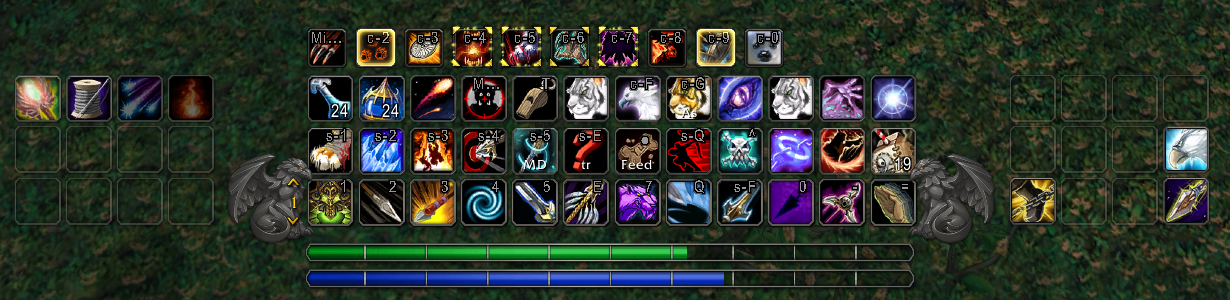 Mi... c-2 c-3 c-4 c-5 c-6 c-7 c-8 c-9 c-0
24 24 M... T c-F c-G
As
s-1 s-2 s-3 s-4 s-5 s-E s-Q ^
MD tr Feed 19
1 2 3 4 5 E 7 Q s-F 0 - =
1